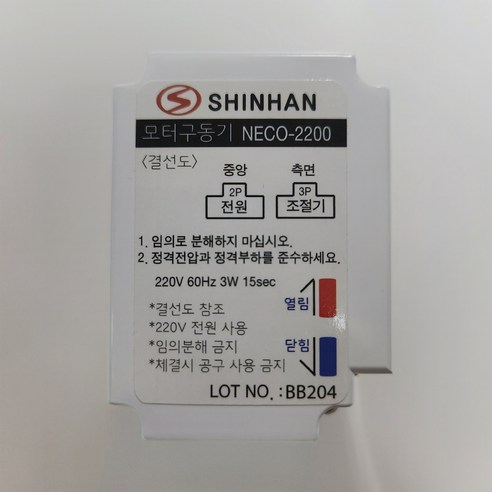 SHINHAN
모터구동기 NECO-2200
〈결선도〉
중앙 측면
2P 3P
전원 조절기
1. 임의로 분해하지 마십시오.
2. 정격전압과 정격부하를 준수하세요.
220V 60Hz 3W 15sec
열림
*결선도 참조
*220V 전원 사용
*임의분해 금지
닫힘
*체결시 공구 사용 금지
LOT NO. :BB204